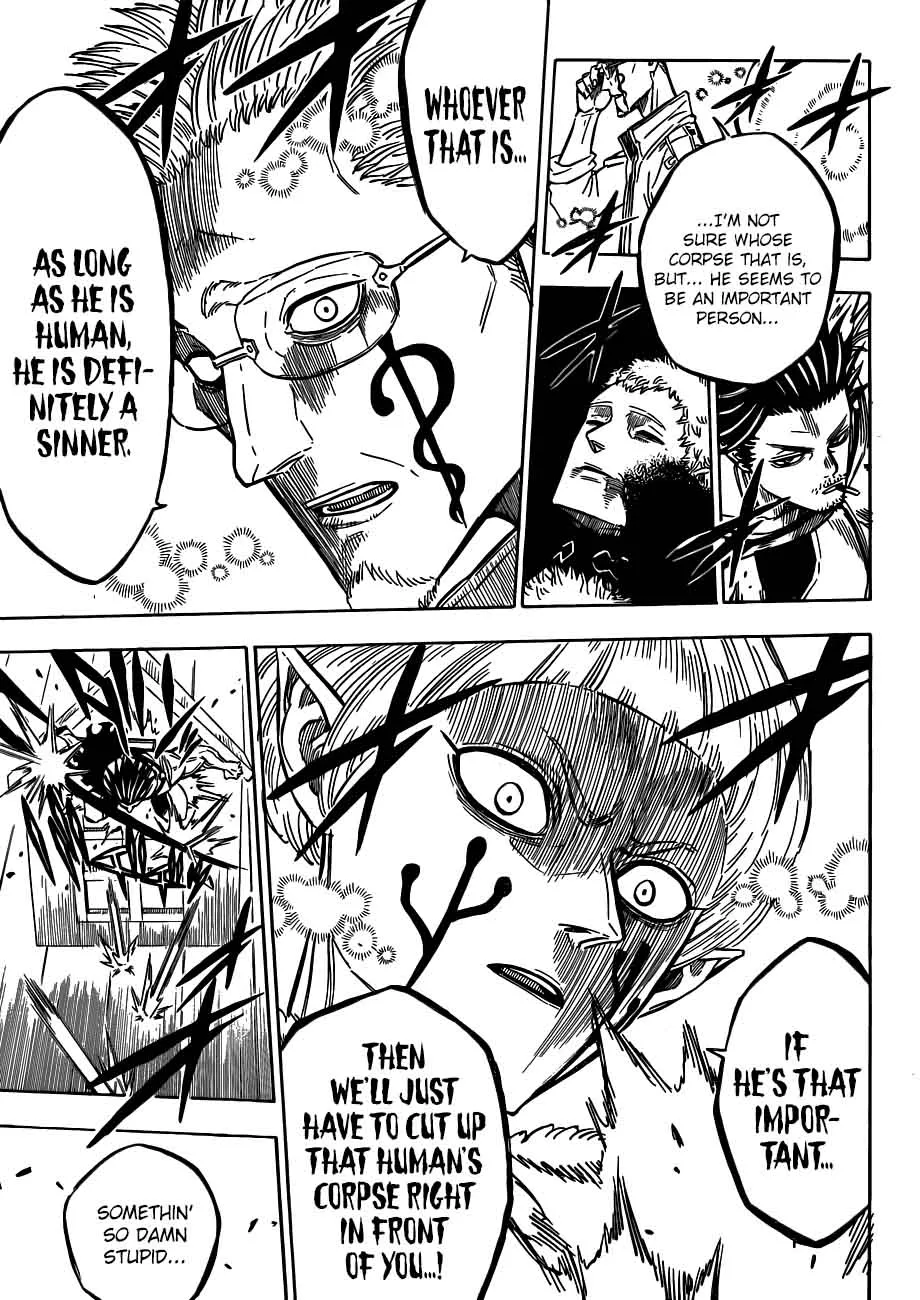 ...I'M NOT
SURE WHOSE
CORPSE THAT IS,
BUT... HE SEEMS TO
BE AN IMPORTANT
PERSON...
WHOEVER
THAT IS...
AS LONG
AS HE IS
HUMAN,
HE IS DEFI-
NITELY A
SINNER.
IF
HE'S THAT
IMPOR-
TANT...
THEN
WE'LL JUST
HAVE TO CUT UP
THAT HUMAN'S
CORPSE RIGHT
IN FRONT
OF YOU...!
SOMETHIN'
SO DAMN
STUPID...